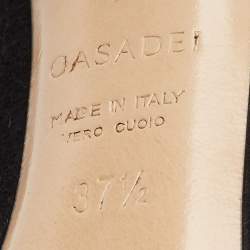 CASADEI
MADE IN ITALY
VERO CUOIO
37½